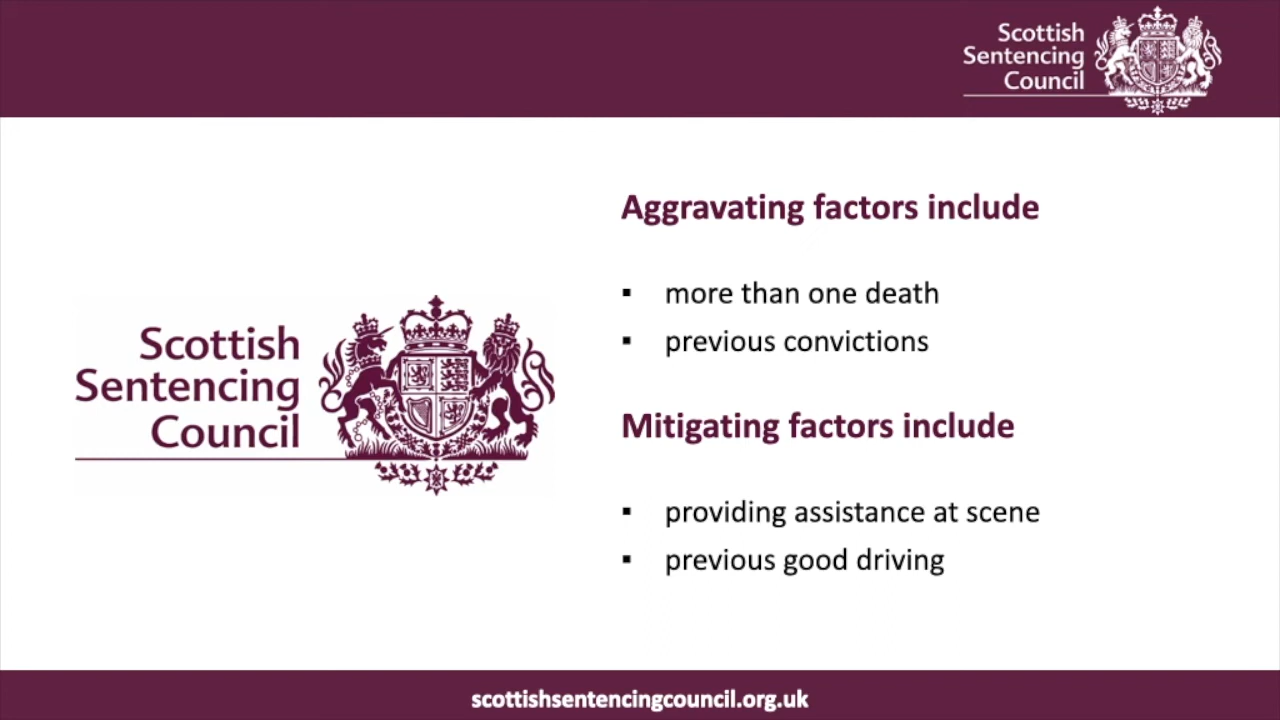 Scottish
Sentencing
Council
Scottish
Sentencing
Council
Aggravating factors include
▪ more than one death
▪ previous convictions
Mitigating factors include
▪ providing assistance at scene
▪ previous good driving
scottishsentencingcouncil.org.uk